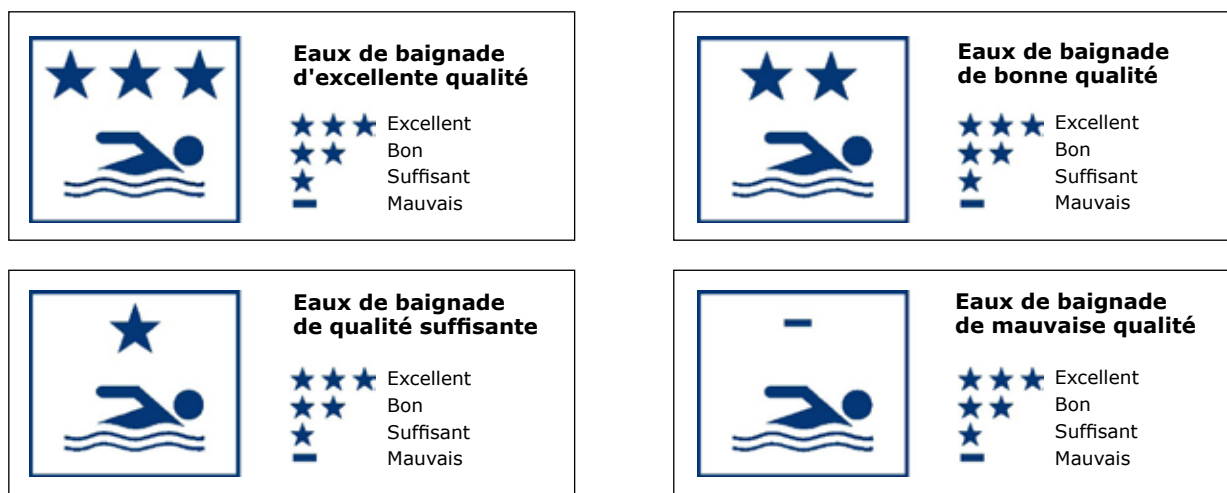 Eaux de baignade
d'excellente qualité
Excellent
Bon
Suffisant
Mauvais
Eaux de baignade
de bonne qualité
Excellent
Bon
Suffisant
Mauvais
Eaux de baignade
de qualité suffisante
Excellent
Bon
Suffisant
Mauvais
Eaux de baignade
de mauvaise qualité
Excellent
Bon
Suffisant
Mauvais